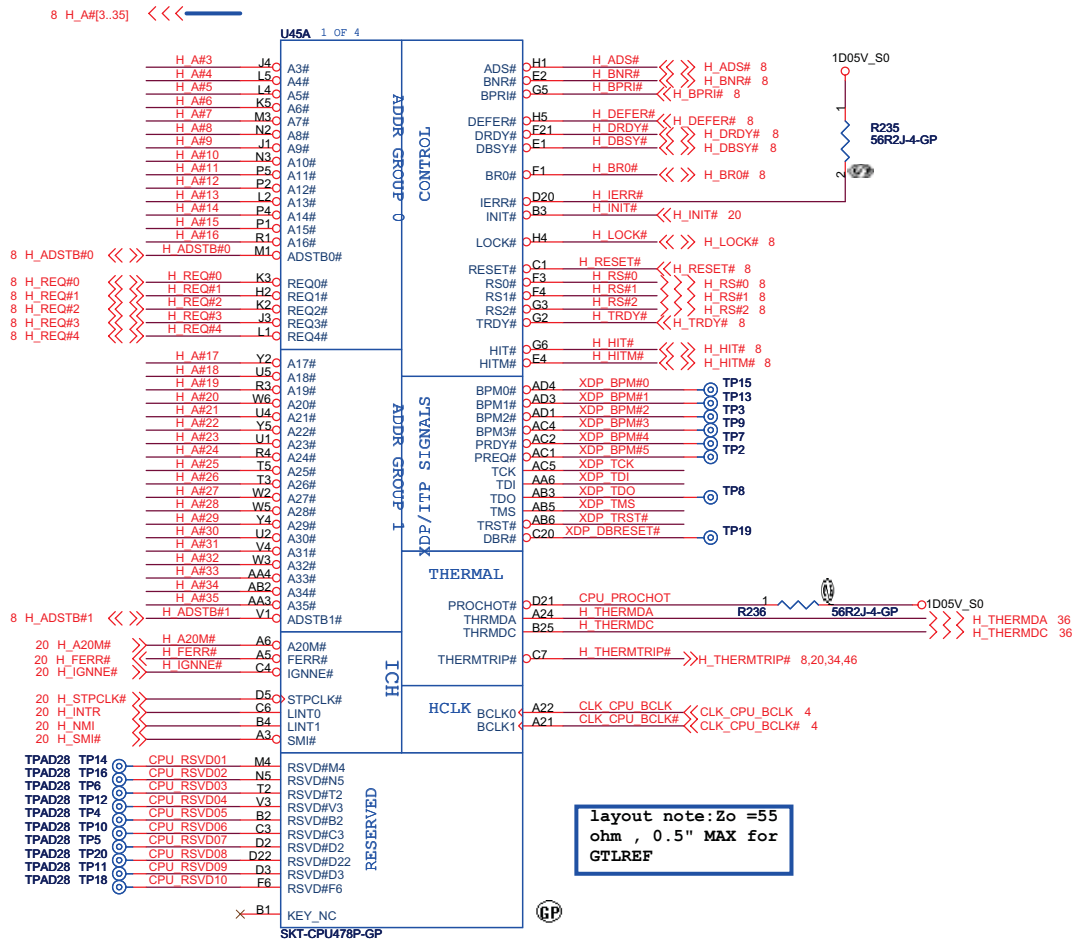 8 H_A#[3..35]
U45A 1 OF 4
H_A#3 J4 A3#
H_A#4 L5 A4#
H_A#5 L4 A5#
H_A#6 K5 A6#
H_A#7 M3 A7#
H_A#8 N2 A8#
H_A#9 J1 A9#
H_A#10 N3 A10#
H_A#11 P5 A11#
H_A#12 P2 A12#
H_A#13 L2 A13#
H_A#14 P4 A14#
H_A#15 P1 A15#
H_A#16 R1 A16#
8 H_ADSTB#0 H_ADSTB#0 M1 ADSTB0#
8 H_REQ#0 H_REQ#0 K3 REQ0#
8 H_REQ#1 H_REQ#1 H2 REQ1#
8 H_REQ#2 H_REQ#2 K2 REQ2#
8 H_REQ#3 H_REQ#3 J3 REQ3#
8 H_REQ#4 H_REQ#4 L1 REQ4#
ADDR GROUP 0
H_A#17 Y2 A17#
H_A#18 U5 A18#
H_A#19 R3 A19#
H_A#20 W6 A20#
H_A#21 U4 A21#
H_A#22 Y5 A22#
H_A#23 U1 A23#
H_A#24 R4 A24#
H_A#25 T5 A25#
H_A#26 T3 A26#
H_A#27 W2 A27#
H_A#28 W5 A28#
H_A#29 Y4 A29#
H_A#30 U2 A30#
H_A#31 V4 A31#
H_A#32 W3 A32#
H_A#33 AA4 A33#
H_A#34 AB2 A34#
H_A#35 AA3 A35#
8 H_ADSTB#1 H_ADSTB#1 V1 ADSTB1#
ADDR GROUP 1
20 H_A20M# H_A20M# A6 A20M#
20 H_FERR# H_FERR# A5 FERR#
20 H_IGNNE# H_IGNNE# C4 IGNNE#
20 H_STPCLK# D5 STPCLK#
20 H_INTR C6 LINT0
20 H_NMI B4 LINT1
20 H_SMI# A3 SMI#
ICH
TPAD28 TP14 CPU_RSVD01 M4 RSVD#M4
TPAD28 TP16 CPU_RSVD02 N5 RSVD#N5
TPAD28 TP6 CPU_RSVD03 T2 RSVD#T2
TPAD28 TP12 CPU_RSVD04 V3 RSVD#V3
TPAD28 TP4 CPU_RSVD05 B2 RSVD#B2
TPAD28 TP10 CPU_RSVD06 C3 RSVD#C3
TPAD28 TP5 CPU_RSVD07 D2 RSVD#D2
TPAD28 TP20 CPU_RSVD08 D22 RSVD#D22
TPAD28 TP11 CPU_RSVD09 D3 RSVD#D3
TPAD28 TP18 CPU_RSVD10 F6 RSVD#F6
RESERVED
B1 KEY_NC
SKT-CPU478P-GP
CONTROL
ADS# H1 H_ADS# H_ADS# 8
BNR# E2 H_BNR# H_BNR# 8
BPRI# G5 H_BPRI# H_BPRI# 8
DEFER# H5 H_DEFER# H_DEFER# 8
DRDY# F21 H_DRDY# H_DRDY# 8
DBSY# E1 H_DBSY# H_DBSY# 8
BR0# F1 H_BR0# H_BR0# 8
IERR# D20 H_IERR#
INIT# B3 H_INIT# H_INIT# 20
LOCK# H4 H_LOCK# H_LOCK# 8
RESET# C1 H_RESET# H_RESET# 8
RS0# F3 H_RS#0 H_RS#0 8
RS1# F4 H_RS#1 H_RS#1 8
RS2# G3 H_RS#2 H_RS#2 8
TRDY# G2 H_TRDY# H_TRDY# 8
HIT# G6 H_HIT# H_HIT# 8
HITM# E4 H_HITM# H_HITM# 8
1D05V_S0
1
R235
56R2J-4-GP
2
XDP/ITP SIGNALS
BPM0# AD4 XDP_BPM#0 TP15
BPM1# AD3 XDP_BPM#1 TP13
BPM2# AD1 XDP_BPM#2 TP3
BPM3# AC4 XDP_BPM#3 TP9
PRDY# AC2 XDP_BPM#4 TP7
PREQ# AC1 XDP_BPM#5 TP2
TCK AC5 XDP_TCK
TDI AA6 XDP_TDI
TDO AB3 XDP_TDO TP8
TMS AB5 XDP_TMS
TRST# AB6 XDP_TRST#
DBR# C20 XDP_DBRESET# TP19
THERMAL
PROCHOT# D21 CPU_PROCHOT 1 R236 56R2J-4-GP 1D05V_S0
THRMDA A24 H_THERMDA H_THERMDA 36
THRMDC B25 H_THERMDC H_THERMDC 36
THERMTRIP# C7 H_THERMTRIP# H_THERMTRIP# 8,20,34,46
HCLK
BCLK0 A22 CLK_CPU_BCLK CLK_CPU_BCLK 4
BCLK1 A21 CLK_CPU_BCLK# CLK_CPU_BCLK# 4
layout note:Zo =55
ohm , 0.5" MAX for
GTLREF
GP